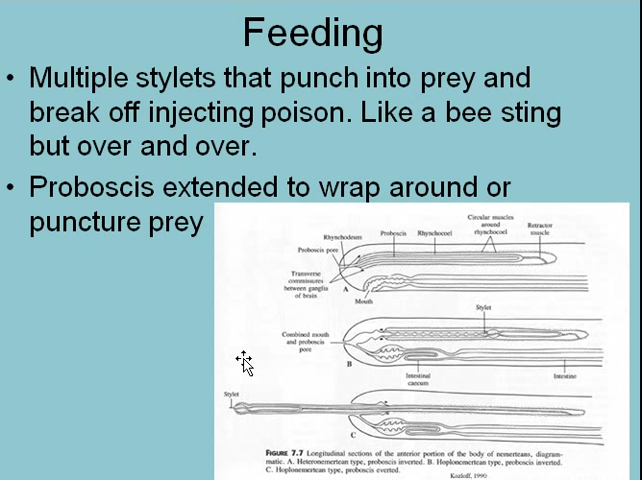 Feeding
• Multiple stylets that punch into prey and
break off injecting poison. Like a bee sting
but over and over.
• Proboscis extended to wrap around or
puncture prey
Circular muscles
around
rhynchocoel
Retractor
muscle
Rhynchodeum
Proboscis
Rhynchocoel
Proboscis pore
Transverse
commissures
between ganglia
of brain
A
Mouth
Stylet
Combined mouth
and proboscis
pore
B
Intestinal
caecum
Intestine
Stylet
C
FIGURE 7.7 Longitudinal sections of the anterior portion of the body of nemerteans, diagram-
matic. A. Heteronemertean type, proboscis inverted. B. Hoplonemertean type, proboscis inverted.
C. Hoplonemertean type, proboscis everted.
Kozloff, 1990